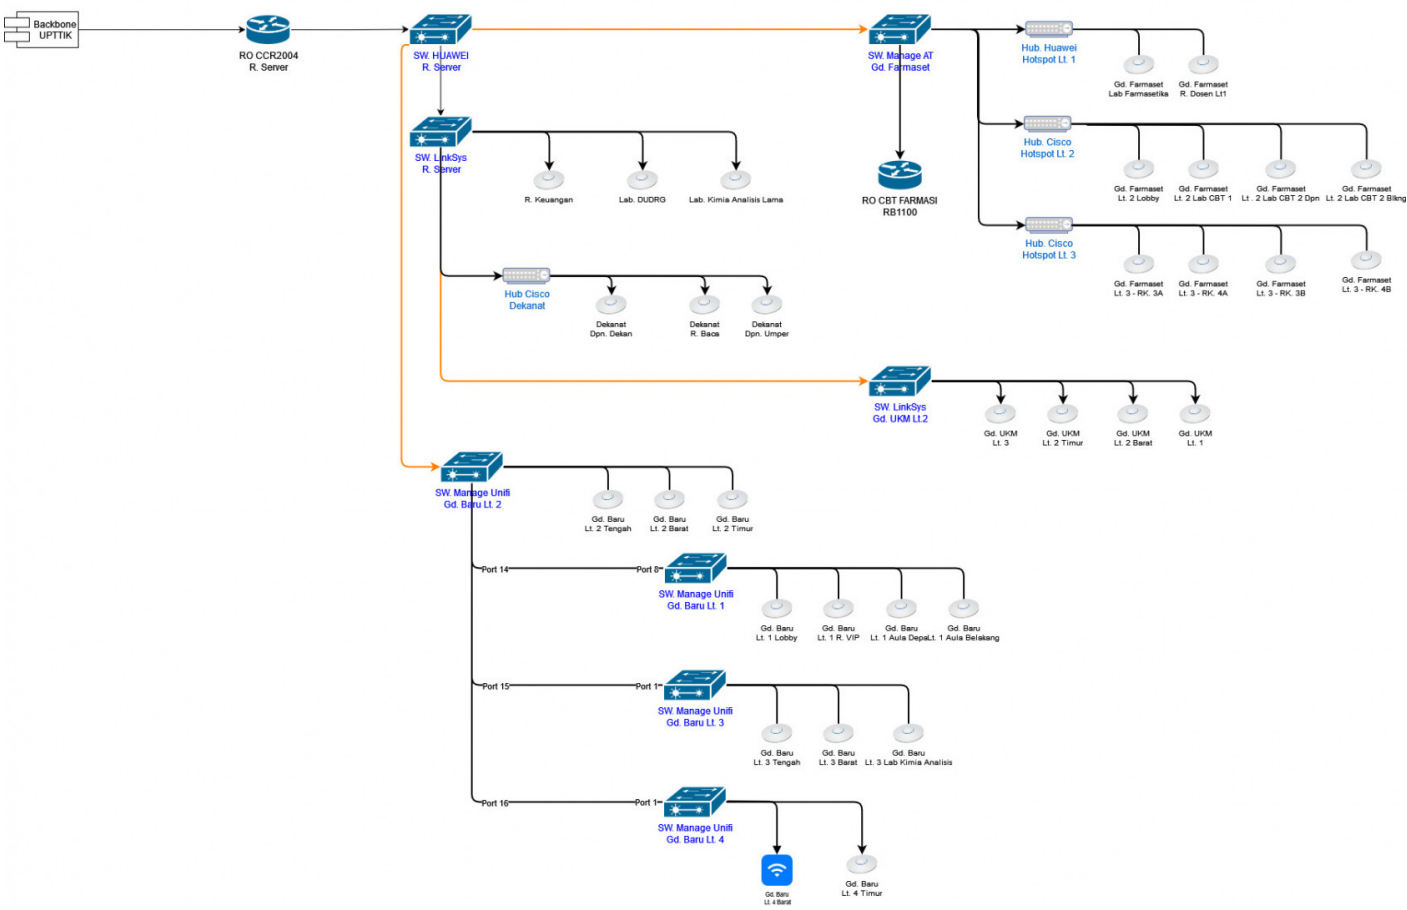 Backbone
UPTTIK
RO CCR2004
R. Server
SW. HUAWEI
R. Server
SW. Manage AT
Gd. Farmaset
Hub. Huawei
Hotspot Lt. 1
Gd. Farmaset
Lab Farmasetika
Gd. Farmaset
R. Dosen Lt1
SW. LinkSys
R. Server
R. Keuangan
Lab. DUDRG
Lab. Kimia Analisis Lama
RO CBT FARMASI
RB1100
Hub. Cisco
Hotspot Lt. 2
Gd. Farmaset
Lt. 2 Lobby
Gd. Farmaset
Lt. 2 Lab CBT 1
Gd. Farmaset
Lt . 2 Lab CBT 2 Dpn
Gd. Farmaset
Lt. 2 Lab CBT 2 Blkng
Hub. Cisco
Hotspot Lt. 3
Gd. Farmaset
Lt. 3 - RK. 3A
Gd. Farmaset
Lt. 3 - RK. 4A
Gd. Farmaset
Lt. 3 - RK. 3B
Gd. Farmaset
Lt. 3 - RK. 4B
Hub Cisco
Dekanat
Dekanat
Dpn. Dekan
Dekanat
R. Baca
Dekanat
Dpn. Umper
SW. LinkSys
Gd. UKM Lt.2
Gd. UKM
Lt. 3
Gd. UKM
Lt. 2 Timur
Gd. UKM
Lt. 2 Barat
Gd. UKM
Lt. 1
SW. Manage Unifi
Gd. Baru Lt. 2
Gd. Baru
Lt. 2 Tengah
Gd. Baru
Lt. 2 Barat
Gd. Baru
Lt. 2 Timur
Port 14
Port 8
SW. Manage Unifi
Gd. Baru Lt. 1
Gd. Baru
Lt. 1 Lobby
Gd. Baru
Lt. 1 R. VIP
Gd. Baru
Lt. 1 Aula Depa
Gd. Baru
Lt. 1 Aula Belakang
Port 15
Port 1
SW. Manage Unifi
Gd. Baru Lt. 3
Gd. Baru
Lt. 3 Tengah
Gd. Baru
Lt. 3 Barat
Gd. Baru
Lt. 3 Lab Kimia Analisis
Port 16
Port 1
SW. Manage Unifi
Gd. Baru Lt. 4
Gd. Baru
Lt. 4 Barat
Gd. Baru
Lt. 4 Timur